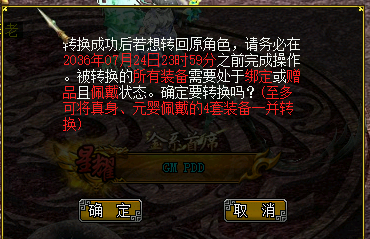 老
转换成功后若想转回原角色，请务必在
2036年07月24日23时59分之前完成操作
。被转换的所有装备需要处于绑定或赠
品且佩戴状态。确定要转换吗？(至多
可将真身、元婴佩戴的4套装备一并转
换)
星耀
GM PDD
确 定
取 消